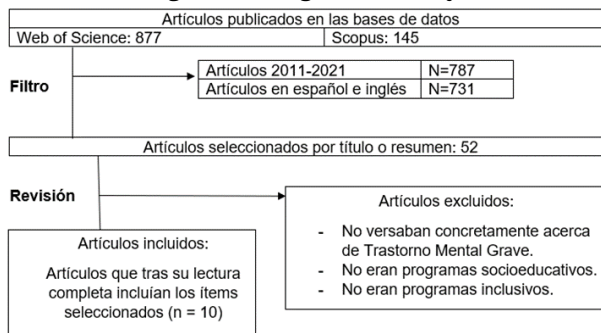 Artículos publicados en las bases de datos
Web of Science: 877
Scopus: 145
Filtro
Artículos 2011-2021
N=787
Artículos en español e inglés
N=731
Artículos seleccionados por título o resumen: 52
Revisión
Artículos incluidos:
Artículos que tras su lectura
completa incluían los ítems
seleccionados (n = 10)
Artículos excluidos:
- No versaban concretamente acerca
de Trastorno Mental Grave.
- No eran programas socioeducativos.
- No eran programas inclusivos.